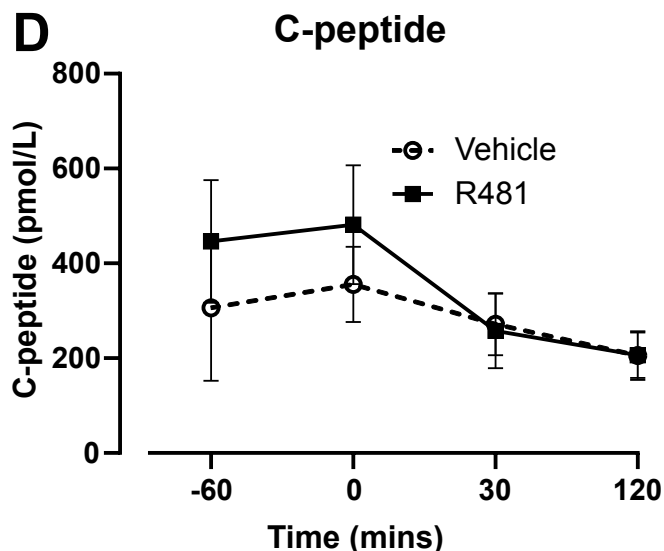 D
C-peptide
C-peptide (pmol/L)
800
600
400
200
0
Vehicle
R481
-60 0 30 120
Time (mins)